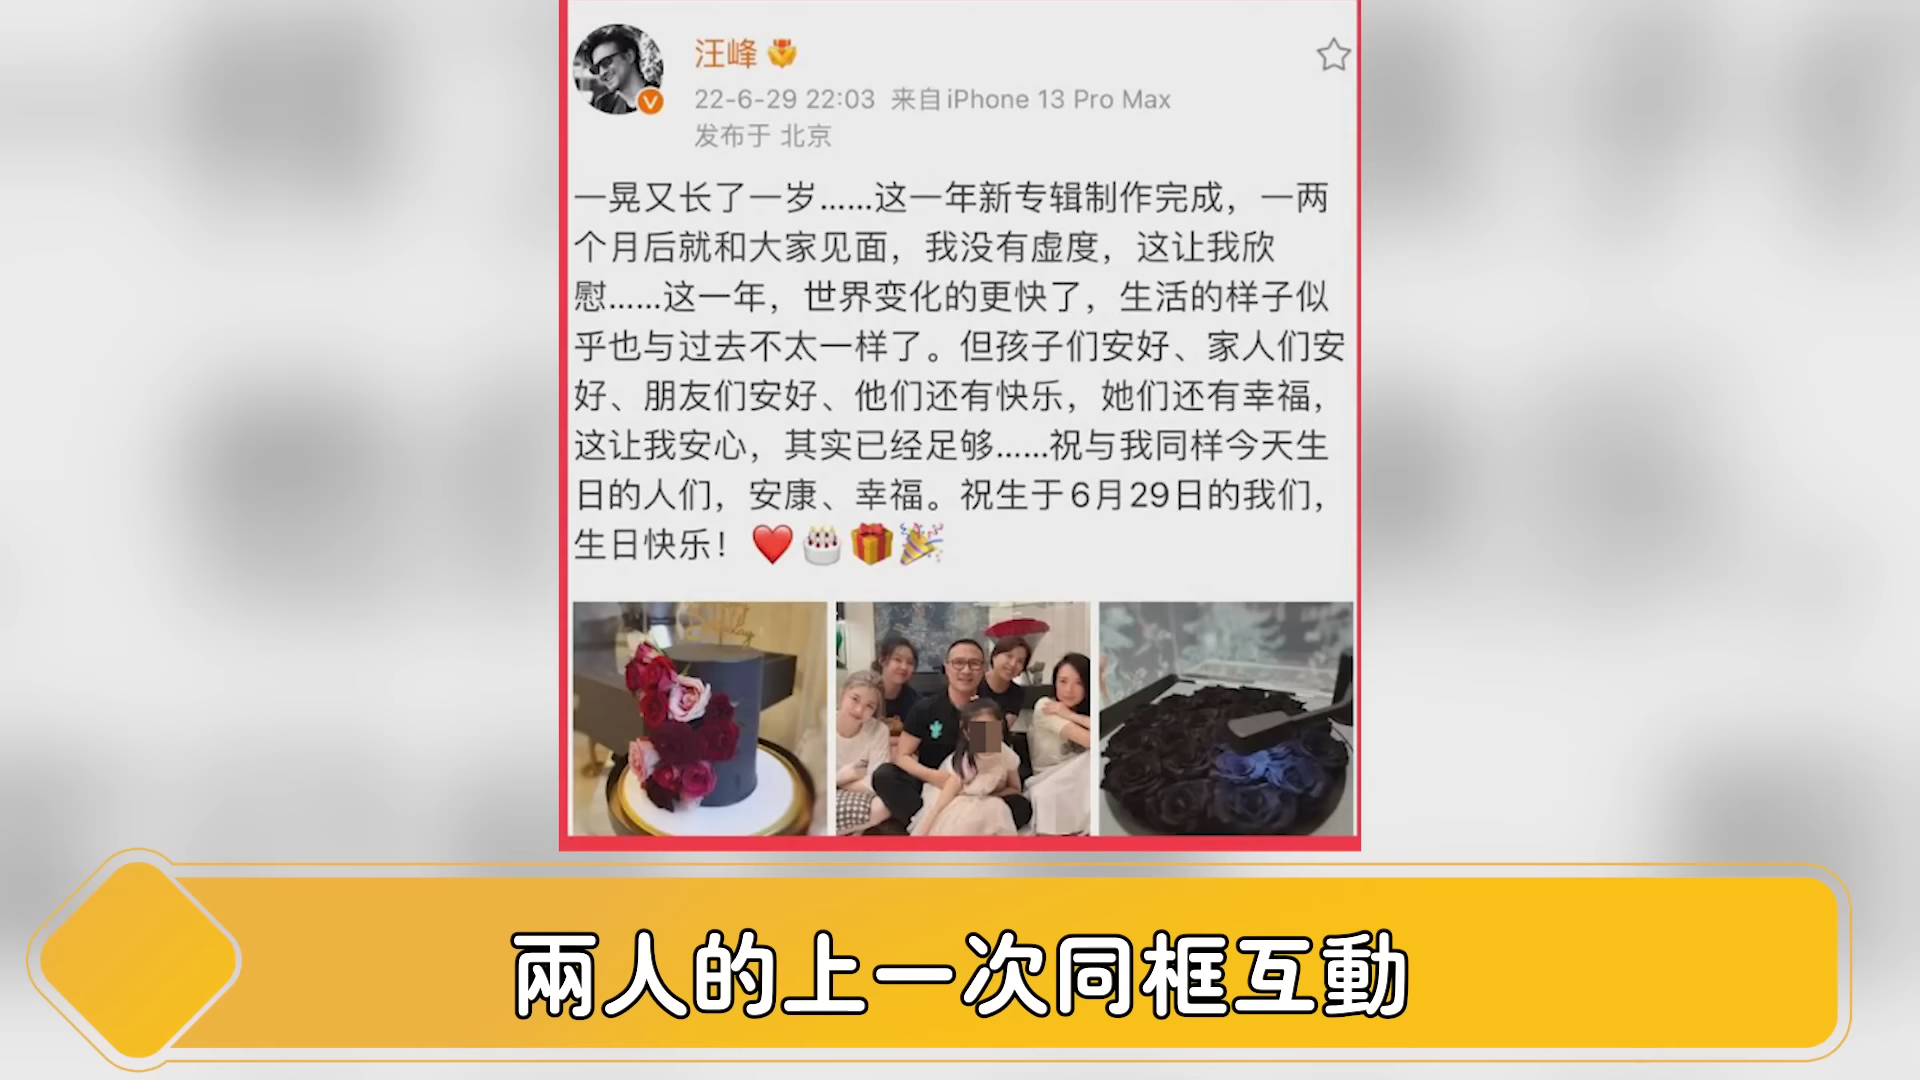 汪峰
22-6-29 22:03 来自iPhone 13 Pro Max
发布于 北京
一晃又长了一岁......这一年新专辑制作完成，一两
个月后就和大家见面，我没有虚度，这让我欣
慰......这一年，世界变化的更快了，生活的样子似
乎也与过去不太一样了。但孩子们安好、家人们安
好、朋友们安好、他们还有快乐，她们还有幸福，
这让我安心，其实已经足够......祝与我同样今天生
日的人们，安康、幸福。祝生于6月29日的我们，
生日快乐！❤️🎂🎁🎉
兩人的上一次同框互動